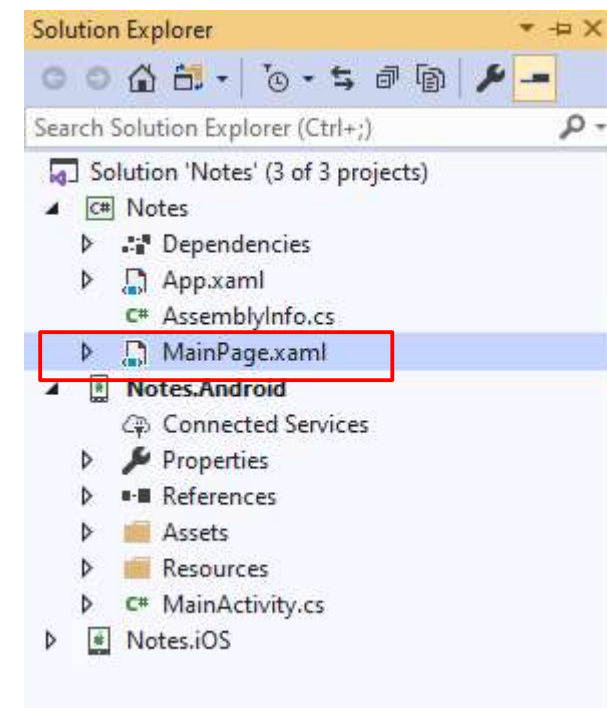 Solution Explorer
Search Solution Explorer (Ctrl+;)
Solution 'Notes' (3 of 3 projects)
C# Notes
Dependencies
App.xaml
C# AssemblyInfo.cs
MainPage.xaml
Notes.Android
Connected Services
Properties
References
Assets
Resources
C# MainActivity.cs
Notes.iOS